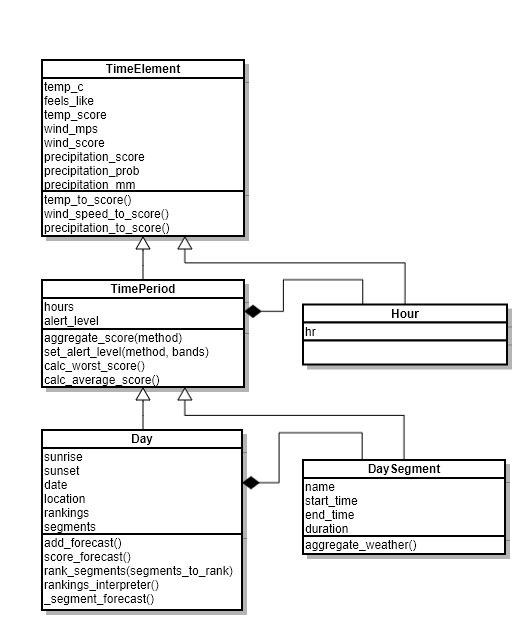 TimeElement
temp_c
feels_like
temp_score
wind_mps
wind_score
precipitation_score
precipitation_prob
precipitation_mm
temp_to_score()
wind_speed_to_score()
precipitation_to_score()
TimePeriod
hours
alert_level
aggregate_score(method)
set_alert_level(method, bands)
calc_worst_score()
calc_average_score()
Hour
hr
Day
sunrise
sunset
date
location
rankings
segments
add_forecast()
score_forecast()
rank_segments(segments_to_rank)
rankings_interpreter()
_segment_forecast()
DaySegment
name
start_time
end_time
duration
aggregate_weather()